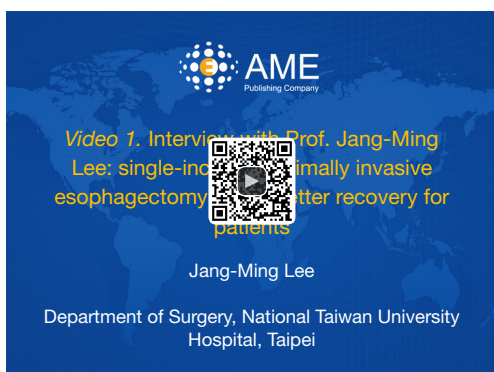 AME
Publishing Company
Video 1. Interview with Prof. Jang-Ming
Lee: single-inc imally invasive
esophagectomy etter recovery for
patients
Jang-Ming Lee
Department of Surgery, National Taiwan University
Hospital, Taipei